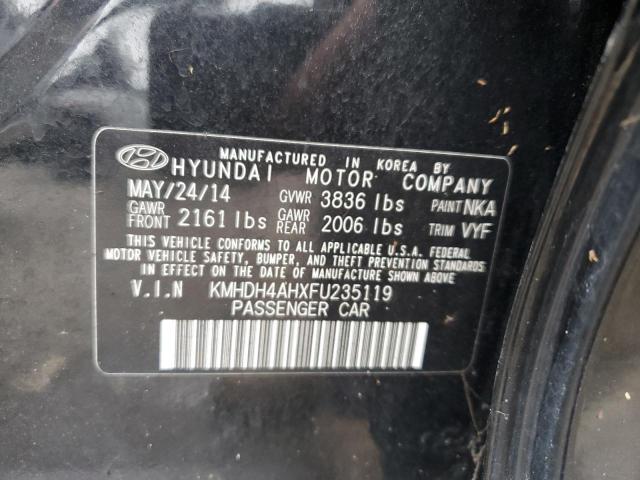 MANUFACTURED IN KOREA BY
HYUNDAI MOTOR COMPANY
MAY/24/14 GVWR 3836 lbs PAINT NKA
GAWR FRONT 2161 lbs GAWR REAR 2006 lbs TRIM VYF
THIS VEHICLE CONFORMS TO ALL APPLICABLE U.S.A. FEDERAL
MOTOR VEHICLE SAFETY, BUMPER, AND THEFT PREVENTION STANDARDS
IN EFFECT ON THE DATE OF MANUFACTURE SHOWN ABOVE
V.I.N KMHDH4AHXFU235119
PASSENGER CAR